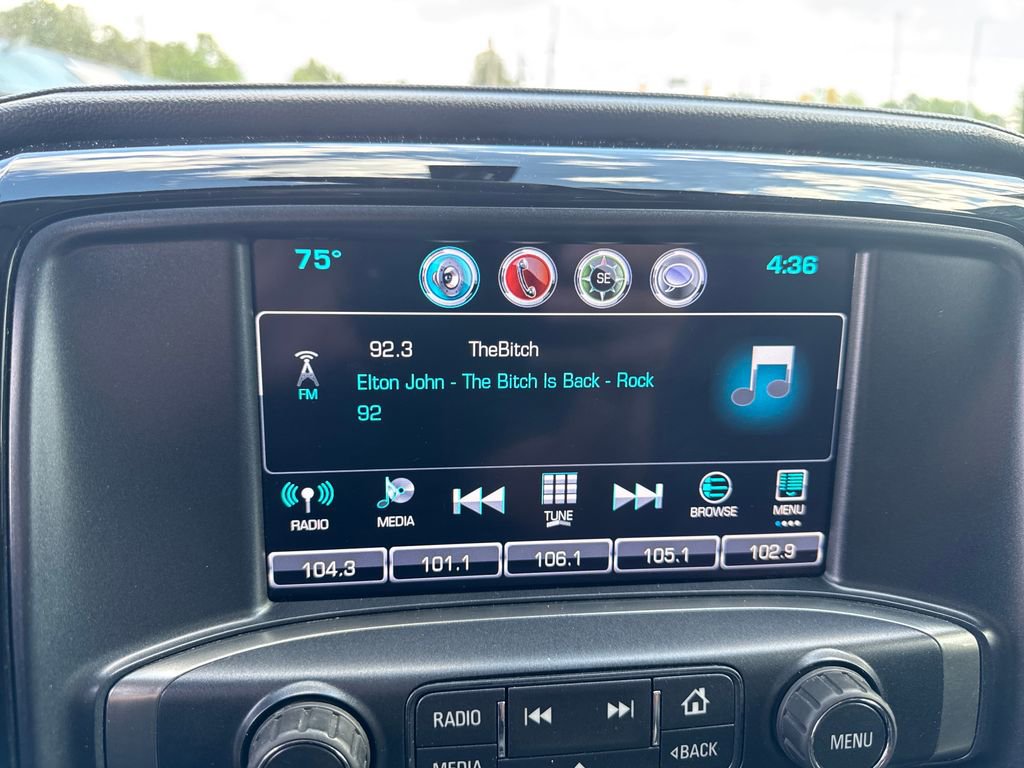 75° 4:36
SE
92.3 TheBitch
FM
Elton John - The Bitch Is Back - Rock
92
RADIO MEDIA TUNE BROWSE MENU
104.3 101.1 106.1 105.1 102.9
RADIO
MENU
BACK
MEDIA